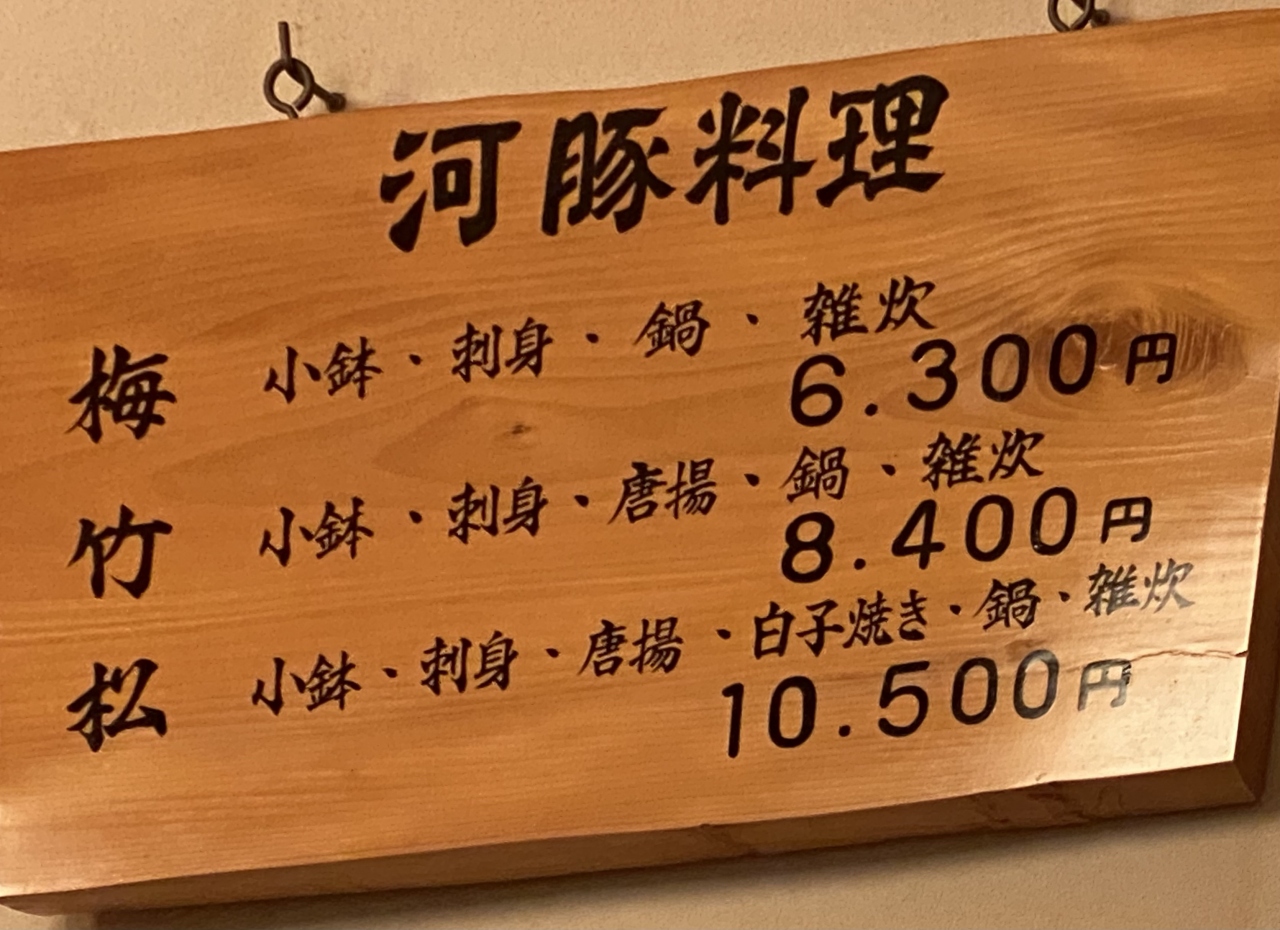 河豚料理
梅 小鉢・刺身・鍋・雑炊
6.300円
竹 小鉢・刺身・唐揚・鍋・雑炊
8.400円
松 小鉢・刺身・唐揚・白子焼き・鍋・雑炊
10.500円